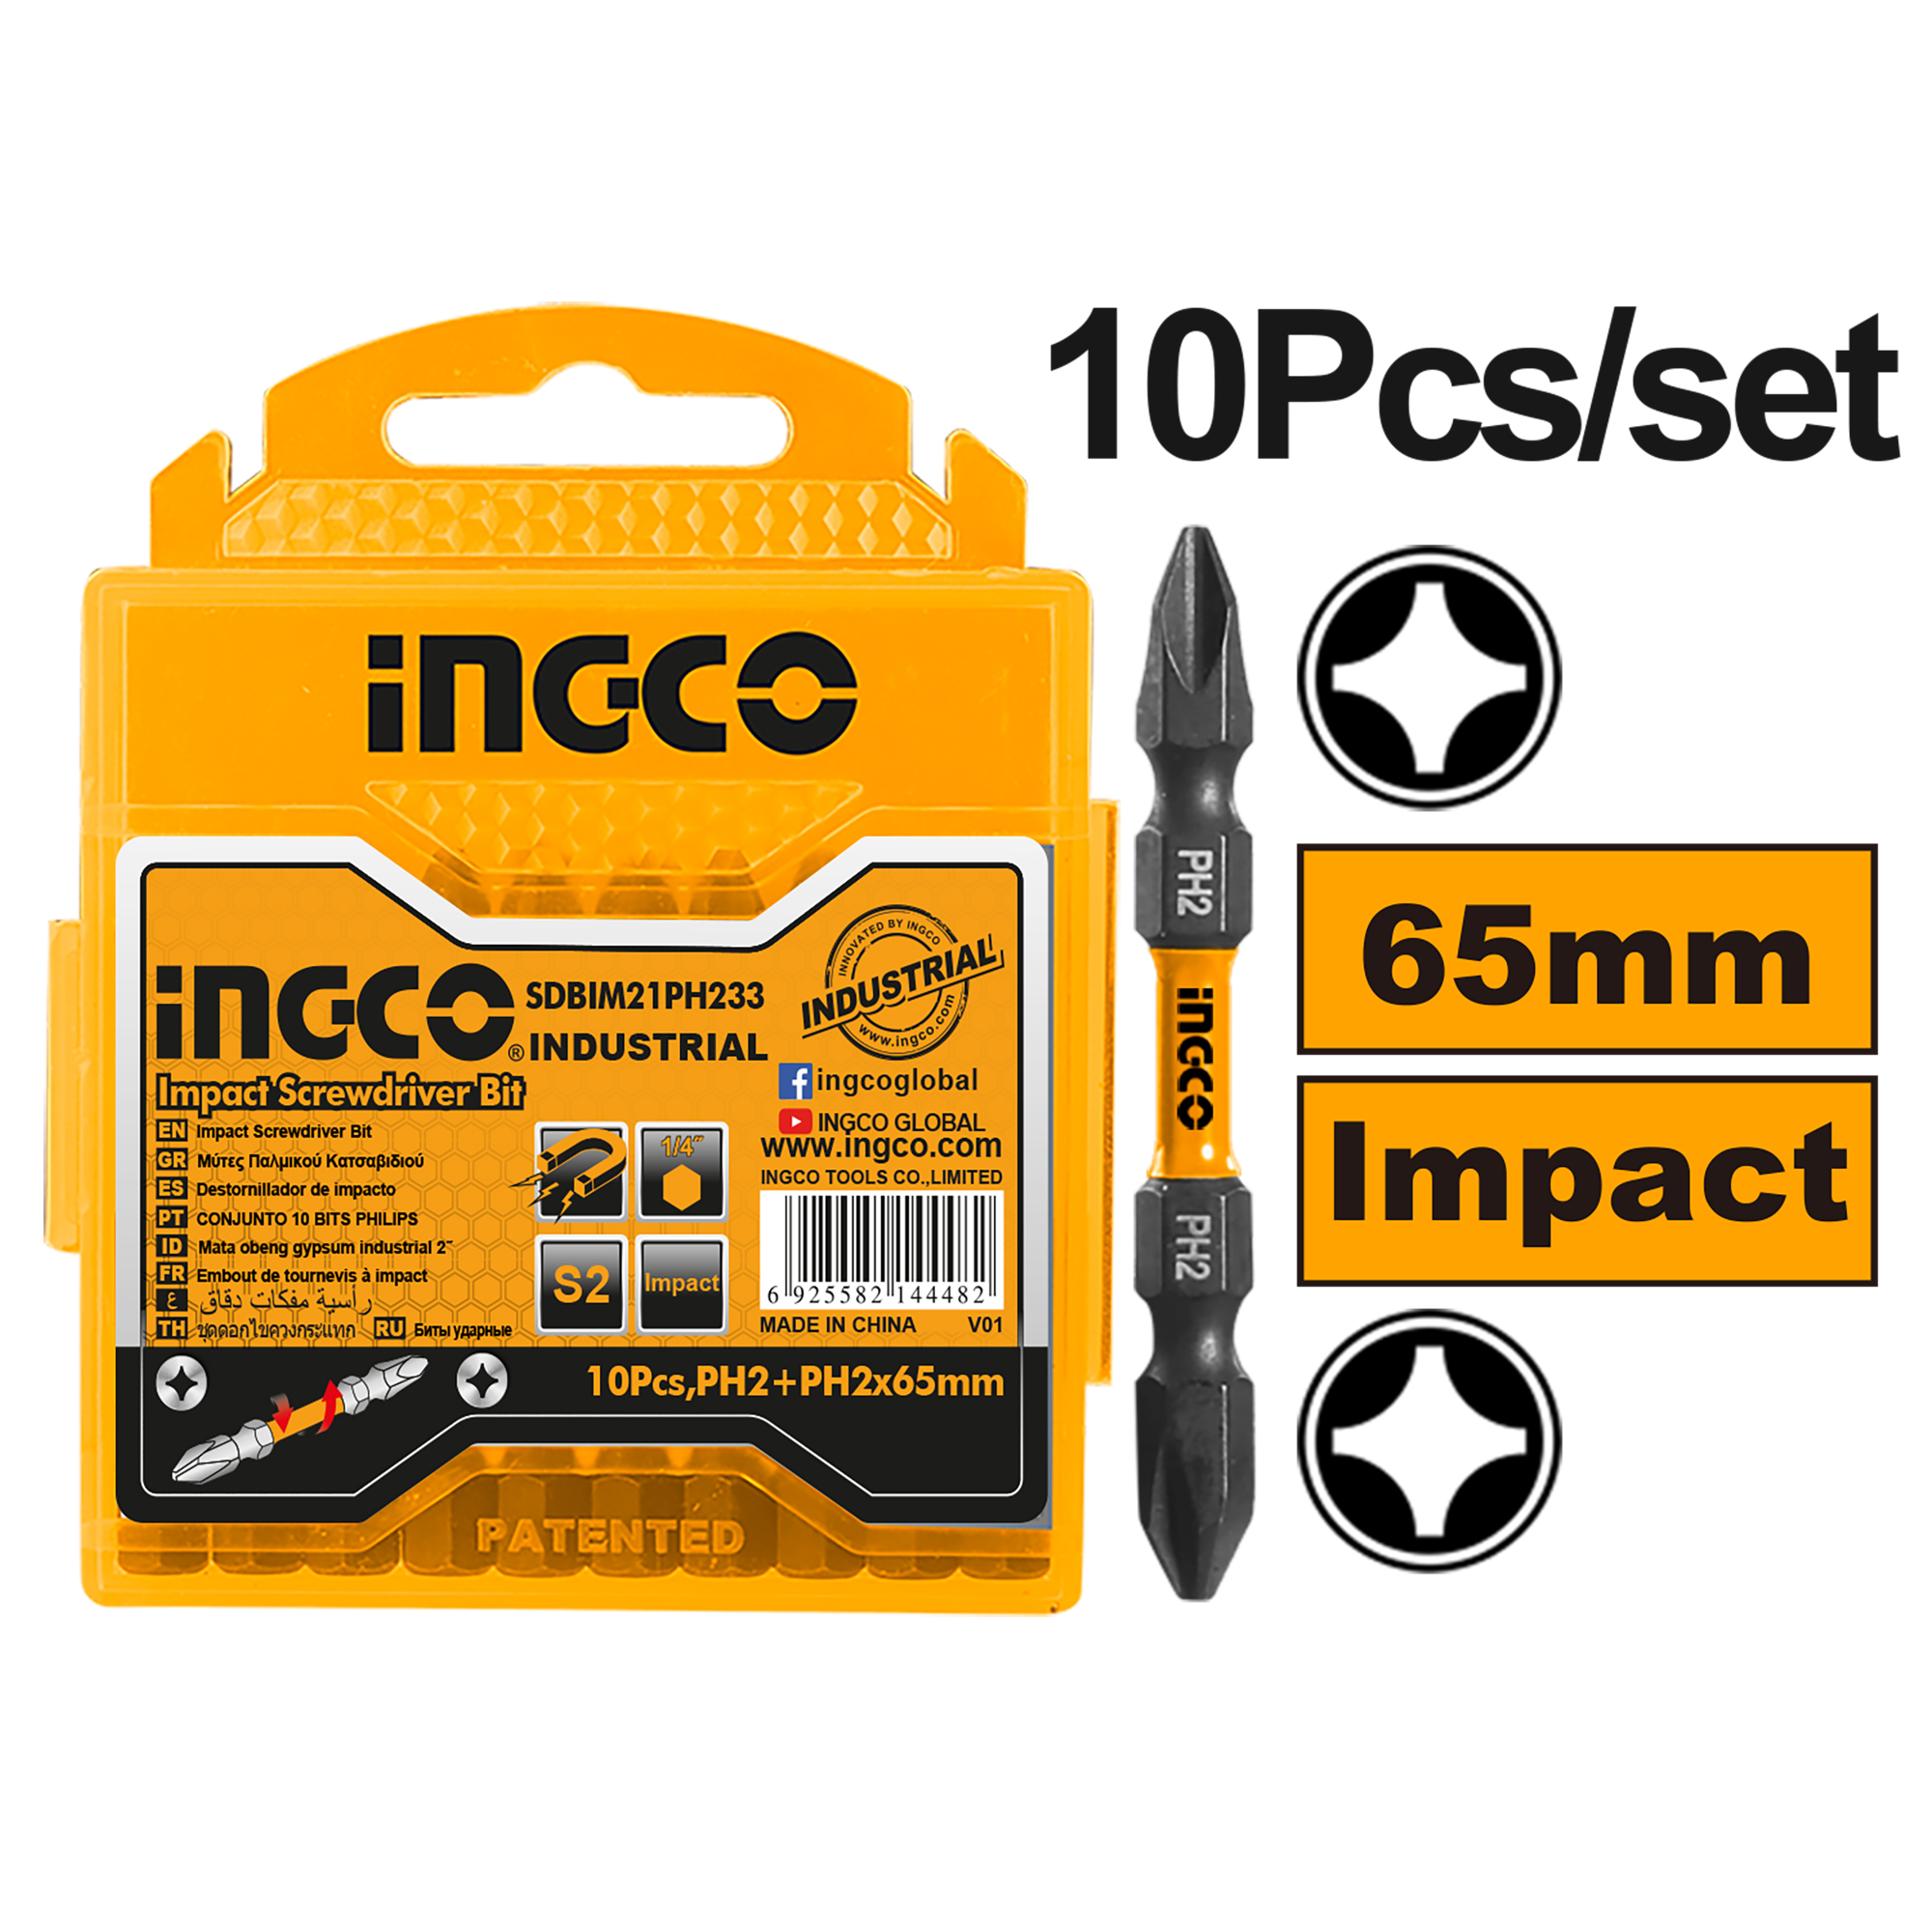 10Pcs/set
INGCO
INGCO® SDBIM21PH233
INDUSTRIAL
Impact Screwdriver Bit
EN Impact Screwdriver Bit
GR Μύτες Παλμικού Κατσαβιδιού
ES Destornillador de impacto
PT CONJUNTO 10 BITS PHILIPS
ID Mata obeng gypsum industrial 2˝
FR Embout de tournevis à impact
ع رأسية مفكات دقاق
TH ชุดดอกไขควงกระแทก RU Биты ударные
1/4˝
S2
Impact
INNOVATED BY INGCO
INDUSTRIAL
www.ingco.com
ingcoglobal
INGCO GLOBAL
www.ingco.com
INGCO TOOLS CO.,LIMITED
6 925582 144482
MADE IN CHINA V01
10Pcs,PH2+PH2x65mm
PATENTED
PH2
INGCO
PH2
65mm
Impact